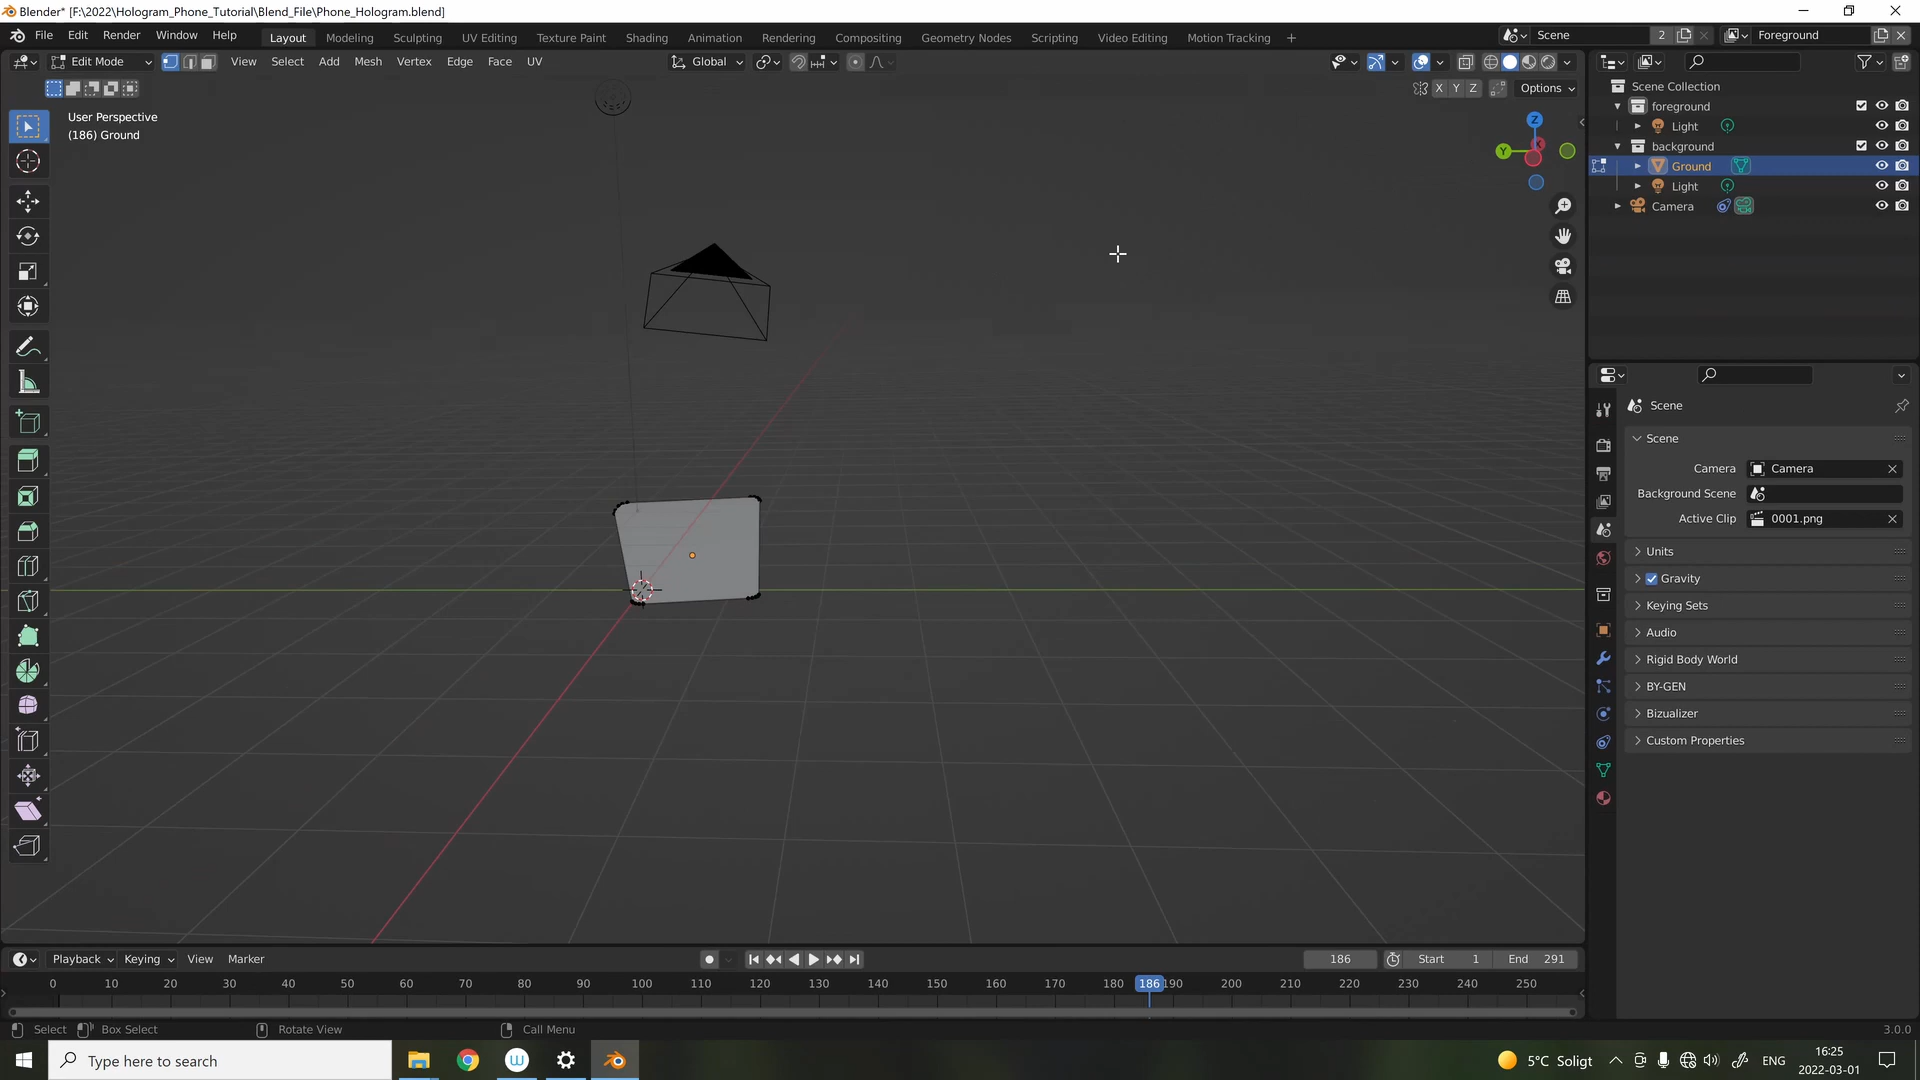 Blender* [F:\2022\Hologram_Phone_Tutorial\Blend_File\Phone_Hologram.blend]
File Edit Render Window Help Layout Modeling Sculpting UV Editing Texture Paint Shading Animation Rendering Compositing Geometry Nodes Scripting Video Editing Motion Tracking + Scene 2 Foreground
Edit Mode View Select Add Mesh Vertex Edge Face UV Global
X Y Z Options
User Perspective
(186) Ground
Z
Y
Scene Collection
foreground
Light
background
Ground
Light
Camera
Scene
Scene
Camera Camera
Background Scene
Active Clip 0001.png
Units
Gravity
Keying Sets
Audio
Rigid Body World
BY-GEN
Bizualizer
Custom Properties
Playback Keying View Marker 186 Start 1 End 291
0 10 20 30 40 50 60 70 80 90 100 110 120 130 140 150 160 170 180 186 190 200 210 220 230 240 250
Select Box Select Rotate View Call Menu 3.0.0
Type here to search 5°C Soligt ENG 16:25
2022-03-01